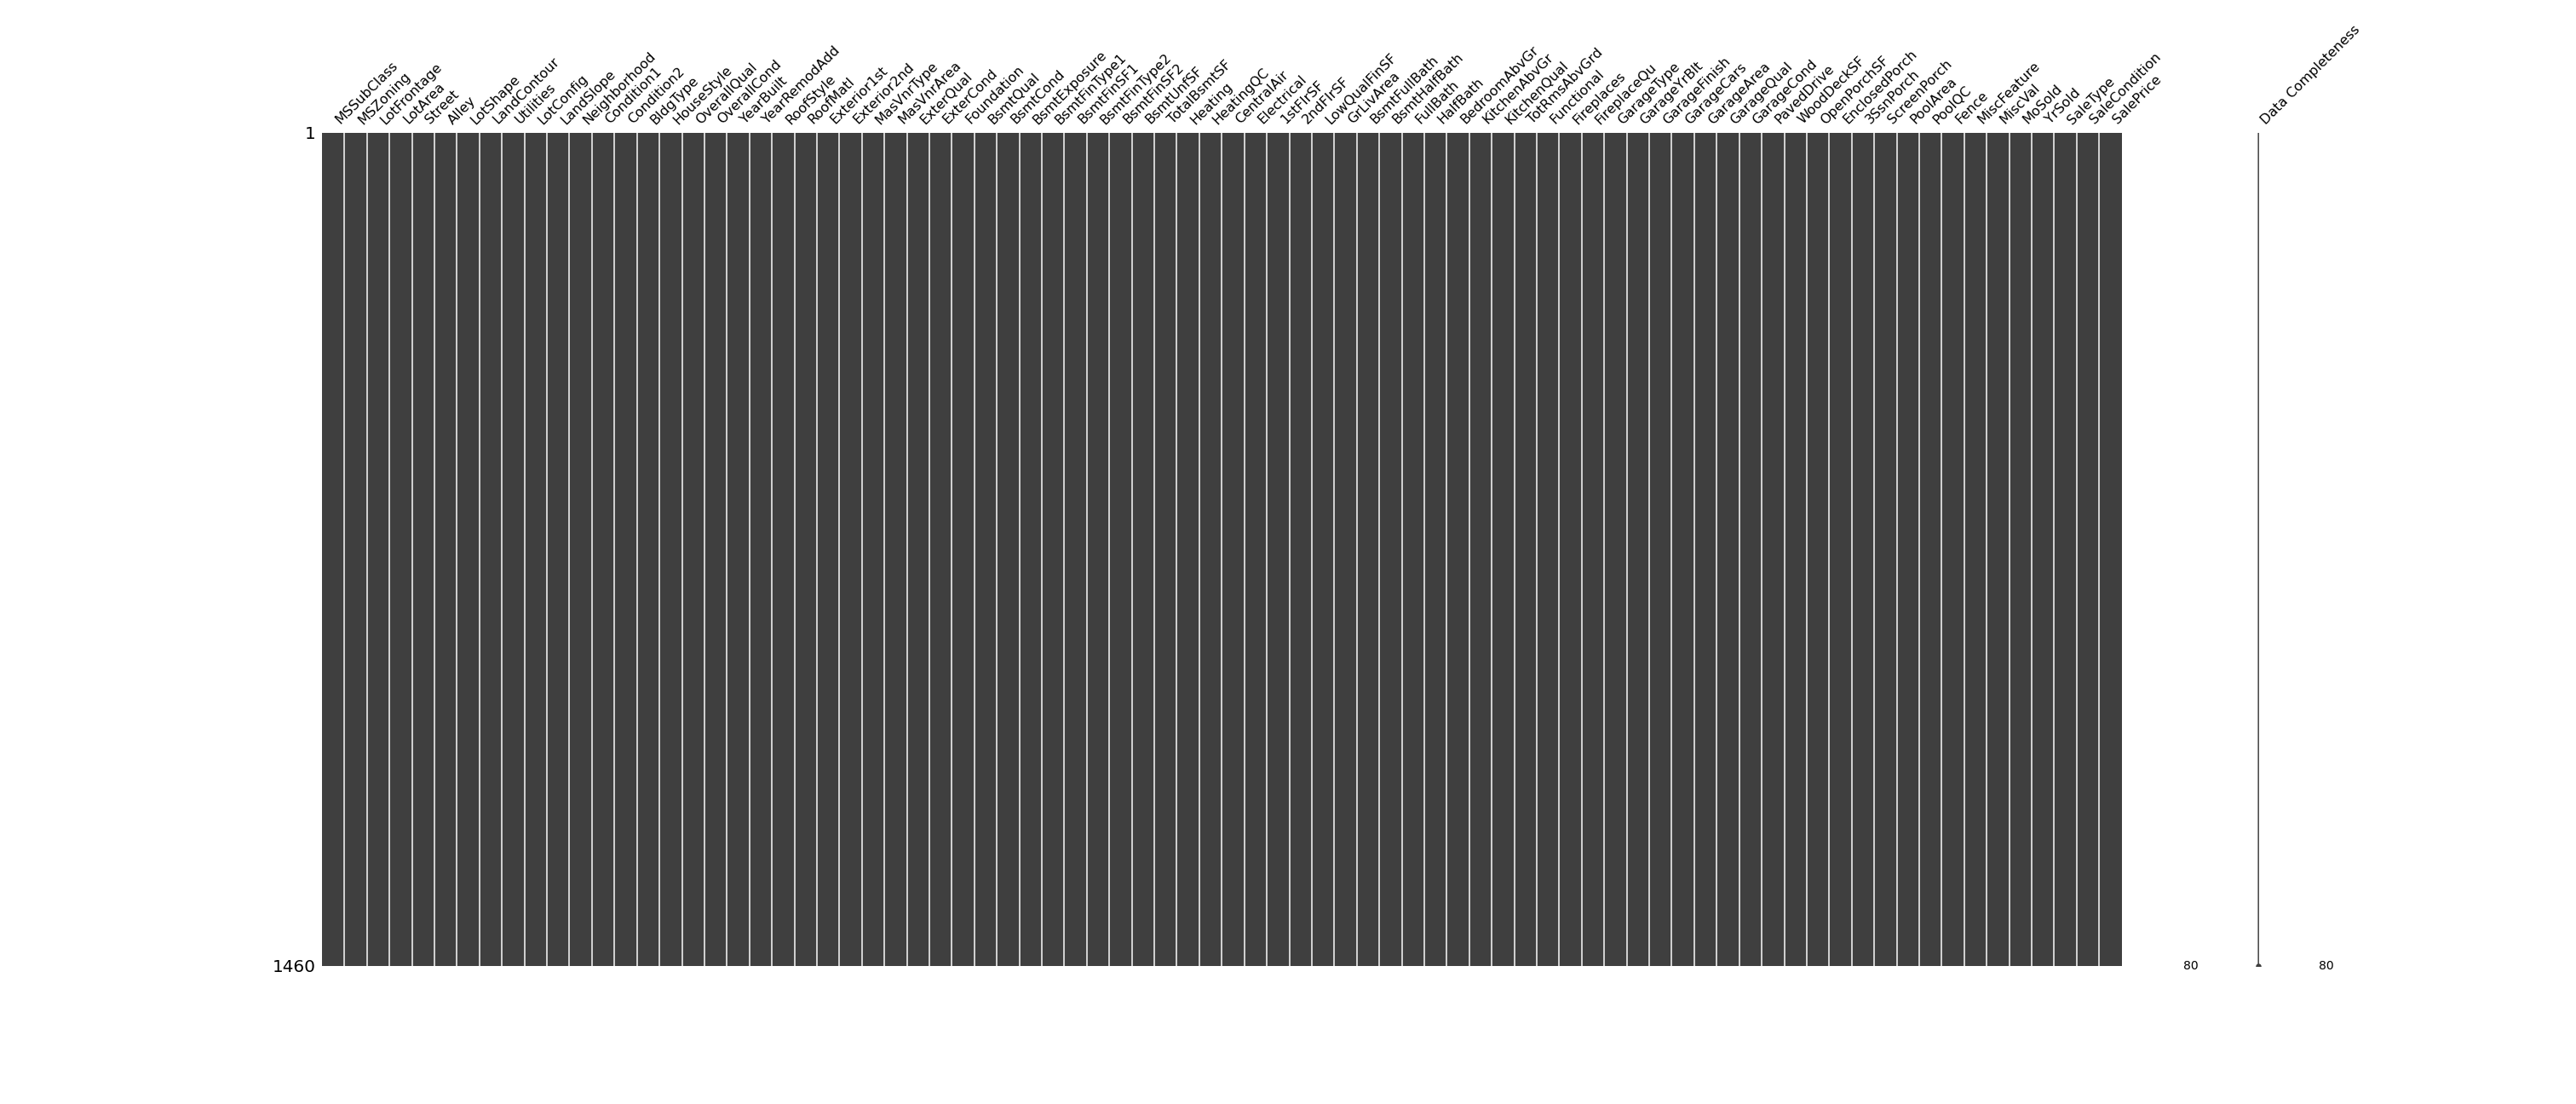 MSSubClass
MSZoning
LotFrontage
LotArea
Street
Alley
LotShape
LandContour
Utilities
LotConfig
LandSlope
Neighborhood
Condition1
Condition2
BldgType
HouseStyle
OverallQual
OverallCond
YearBuilt
YearRemodAdd
RoofStyle
RoofMatl
Exterior1st
Exterior2nd
MasVnrType
MasVnrArea
ExterQual
ExterCond
Foundation
BsmtQual
BsmtCond
BsmtExposure
BsmtFinType1
BsmtFinSF1
BsmtFinType2
BsmtFinSF2
BsmtUnfSF
TotalBsmtSF
Heating
HeatingQC
CentralAir
Electrical
1stFlrSF
2ndFlrSF
LowQualFinSF
GrLivArea
BsmtFullBath
BsmtHalfBath
FullBath
HalfBath
BedroomAbvGr
KitchenAbvGr
KitchenQual
TotRmsAbvGrd
Functional
Fireplaces
FireplaceQu
GarageType
GarageYrBlt
GarageFinish
GarageCars
GarageArea
GarageQual
GarageCond
PavedDrive
WoodDeckSF
OpenPorchSF
EnclosedPorch
3SsnPorch
ScreenPorch
PoolArea
PoolQC
Fence
MiscFeature
MiscVal
MoSold
YrSold
SaleType
SaleCondition
SalePrice
Data Completeness
1
1460
80
80